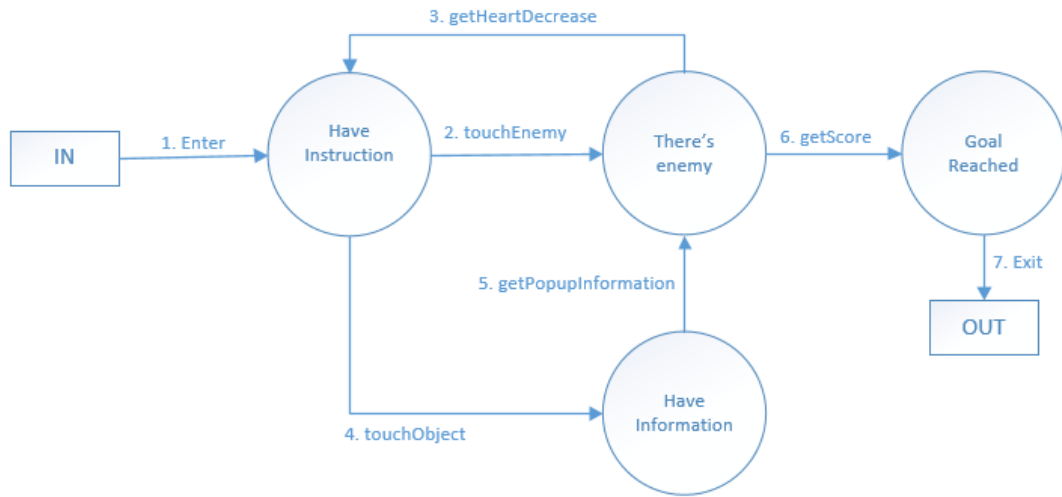 3. getHeartDecrease
IN
1. Enter
Have
Instruction
2. touchEnemy
There's
enemy
6. getScore
Goal
Reached
5. getPopupInformation
7. Exit
OUT
4. touchObject
Have
Information